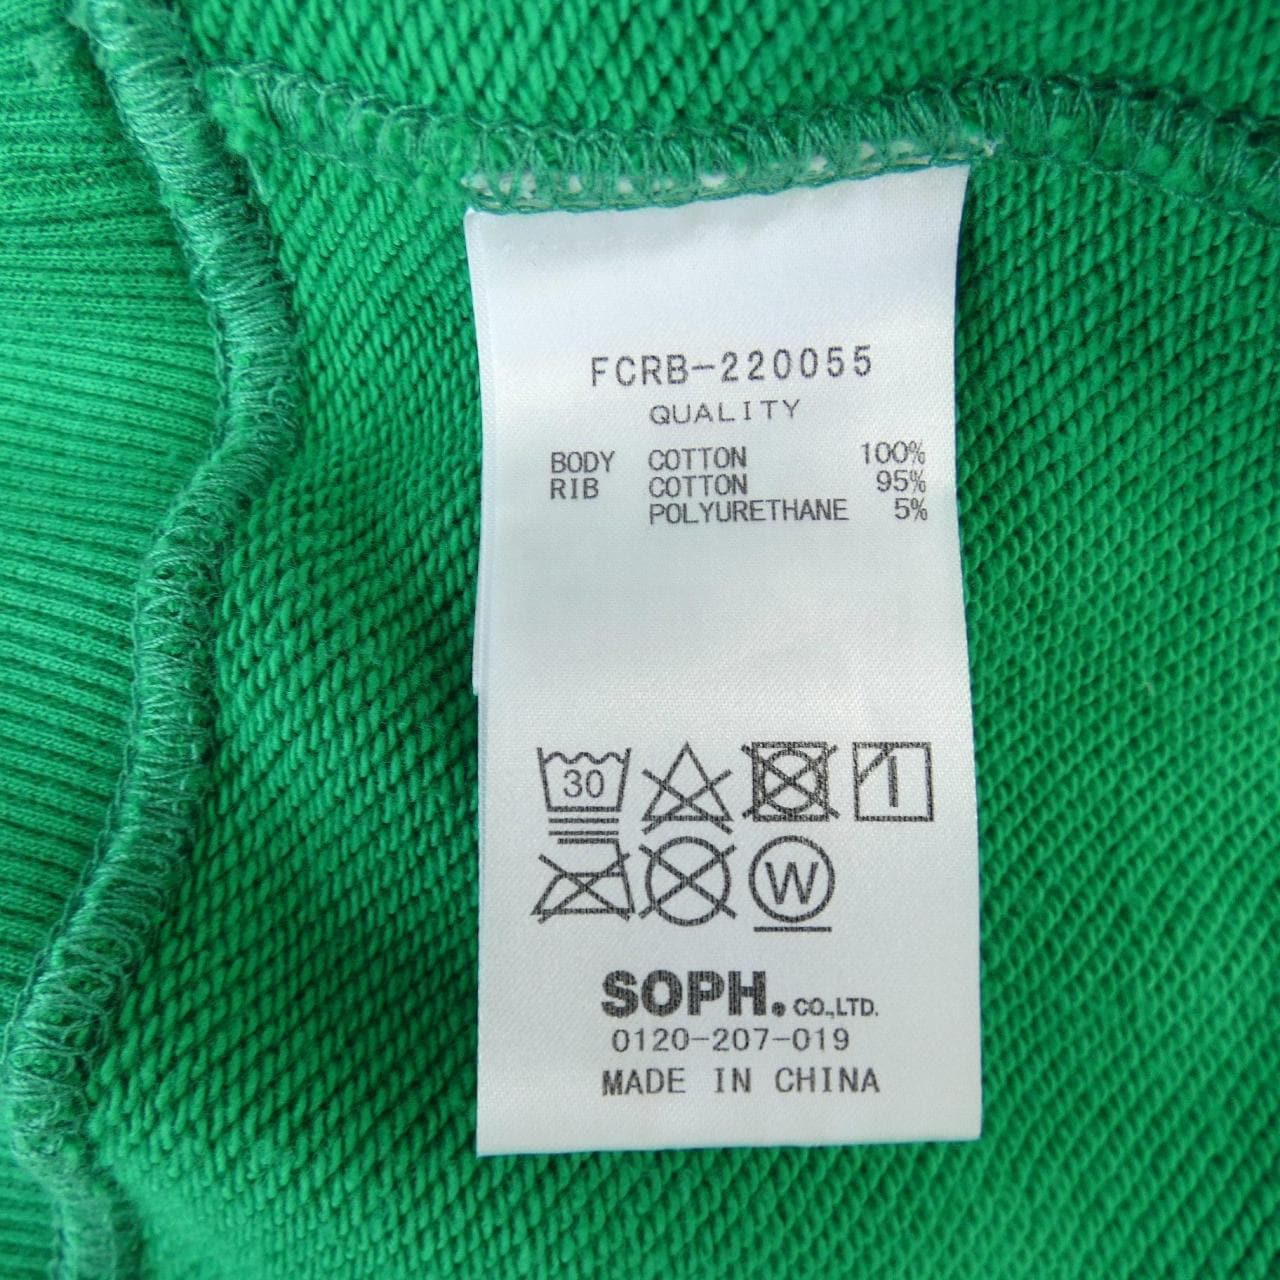 FCRB-220055
QUALITY
BODY COTTON 100%
RIB COTTON 95%
POLYURETHANE 5%
30
W
SOPH. CO.,LTD.
0120-207-019
MADE IN CHINA